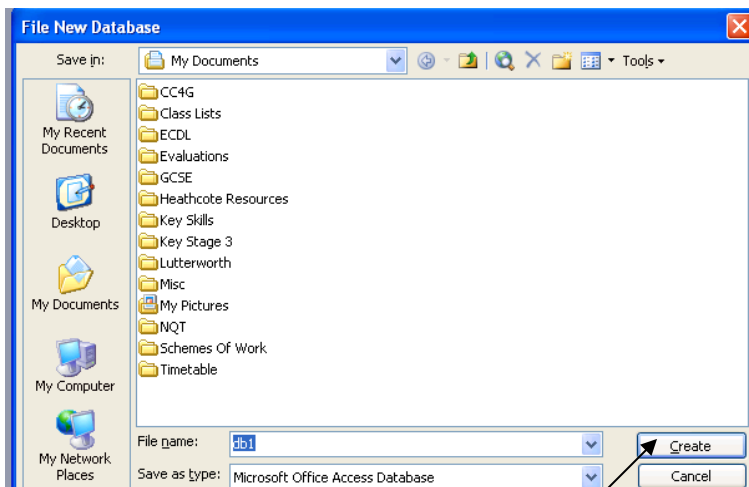 File New Database
Save in:
My Documents
Tools
CC4G
Class Lists
ECDL
Evaluations
GCSE
Heathcote Resources
Key Skills
Key Stage 3
Lutterworth
Misc
My Pictures
NQT
Schemes Of Work
Timetable
My Recent
Documents
Desktop
My Documents
My Computer
My Network
Places
File name:
db1
Create
Save as type:
Microsoft Office Access Database
Cancel